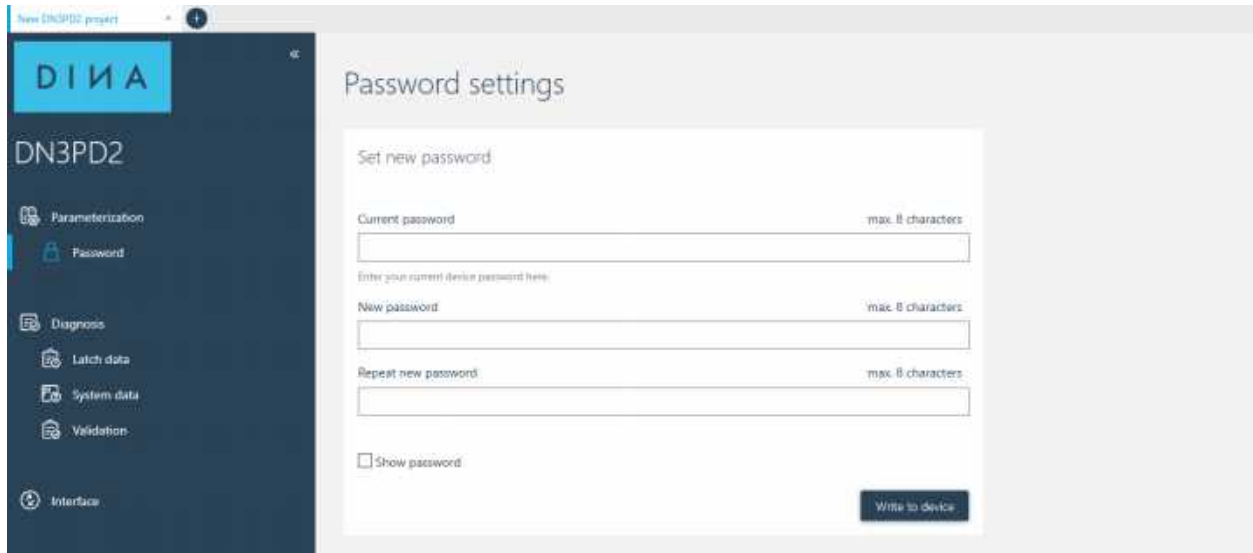 New DN3PD2 project × +
«
DINA
DN3PD2
Parameterization
Password
Diagnosis
Latch data
System data
Validation
Interface
Password settings
Set new password
Current password max. 8 characters
Enter your current device password here.
New password max. 8 characters
Repeat new password max. 8 characters
Show password
Write to device